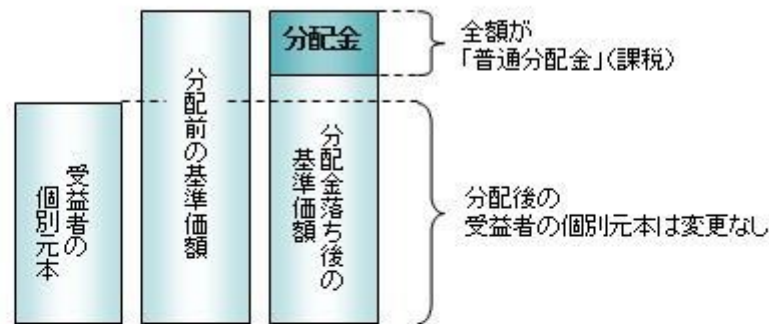 受益者の
個別元本
分配前の基準価額
分配金
分配金落ち後の
基準価額
全額が
「普通分配金」(課税)
分配後の
受益者の個別元本は変更なし